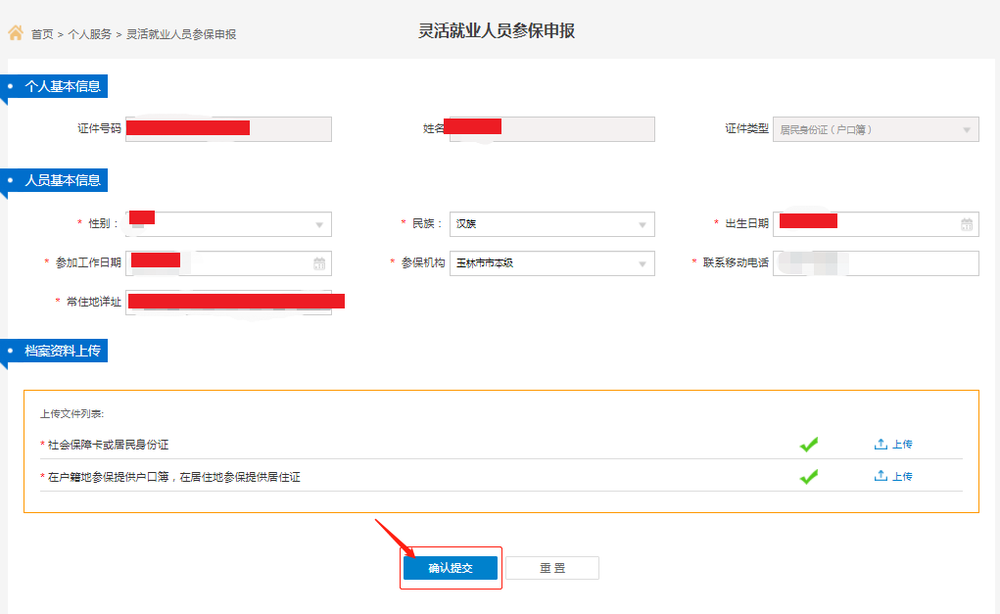 灵活就业人员参保申报
首页 > 个人服务 > 灵活就业人员参保申报
个人基本信息
证件号码 姓名 证件类型 居民身份证（户口簿）
人员基本信息
* 性别： * 民族： 汉族 * 出生日期
* 参加工作日期 * 参保机构 玉林市市本级 * 联系移动电话
* 常住地详址
档案资料上传
上传文件列表:
* 社会保障卡或居民身份证 上传
* 在户籍地参保提供户口簿，在居住地参保提供居住证 上传
确认提交 重 置